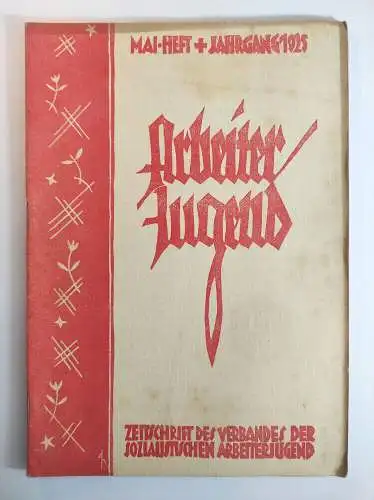 MAI-HEFT + JAHRGANG 1925
Arbeiter
Jugend
ZEITSCHRIFT DES VERBANDES DER
SOZIALISTISCHEN ARBEITERJUGEND